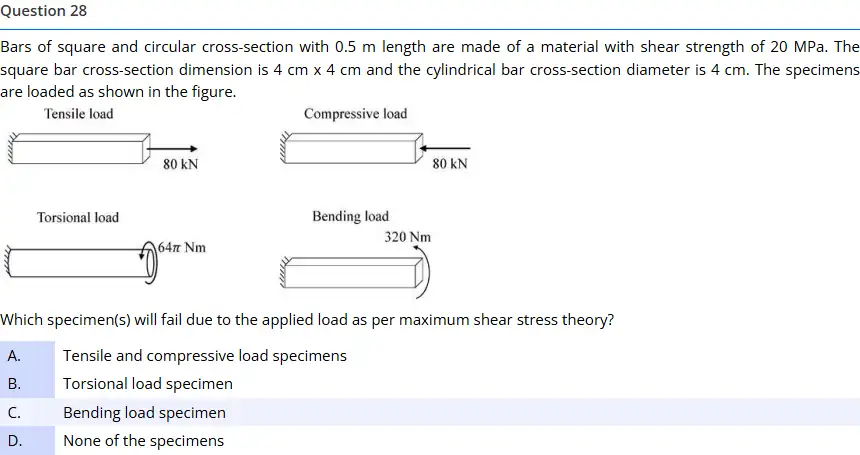 Question 28
Bars of square and circular cross-section with 0.5 m length are made of a material with shear strength of 20 MPa. The
square bar cross-section dimension is 4 cm x 4 cm and the cylindrical bar cross-section diameter is 4 cm. The specimens
are loaded as shown in the figure.
Tensile load
Compressive load
80 kN
80 kN
Torsional load
Bending load
64π Nm
320 Nm
Which specimen(s) will fail due to the applied load as per maximum shear stress theory?
A. Tensile and compressive load specimens
B. Torsional load specimen
C. Bending load specimen
D. None of the specimens